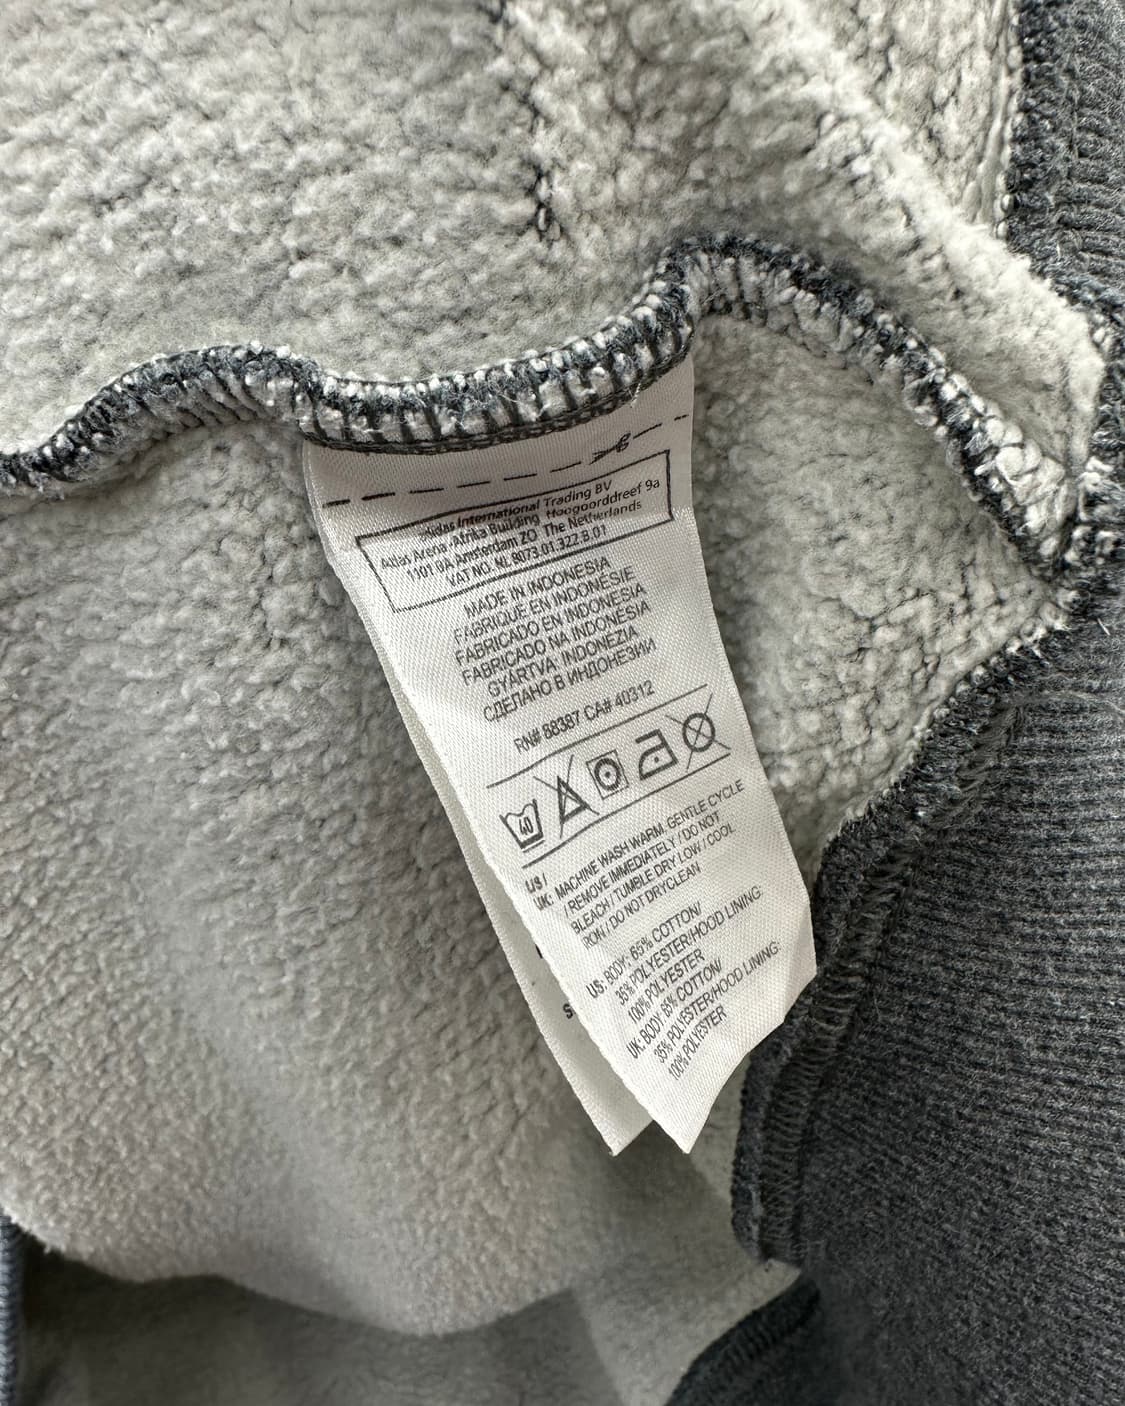 adidas International Trading BV
Atlas Arena, Afrika Building Hoogoorddreef 9a
1101 BA Amsterdam ZO The Netherlands
VAT NO. NL 8073.01.322.B.01
MADE IN INDONESIA
FABRIQUÉ EN INDONÉSIE
FABRICADO EN INDONESIA
FABRICADO NA INDONÉSIA
GYÁRTVA: INDONEZIA
СДЕЛАНО В ИНДОНЕЗИИ
RN# 88387 CA# 40312
40
US / 
UK: MACHINE WASH WARM, GENTLE CYCLE
/ REMOVE IMMEDIATELY / DO NOT
BLEACH / TUMBLE DRY LOW / COOL
IRON / DO NOT DRYCLEAN
US: BODY: 65% COTTON/
35% POLYESTER/HOOD LINING:
100% POLYESTER
UK: BODY: 65% COTTON/
35% POLYESTER/HOOD LINING:
100% POLYESTER